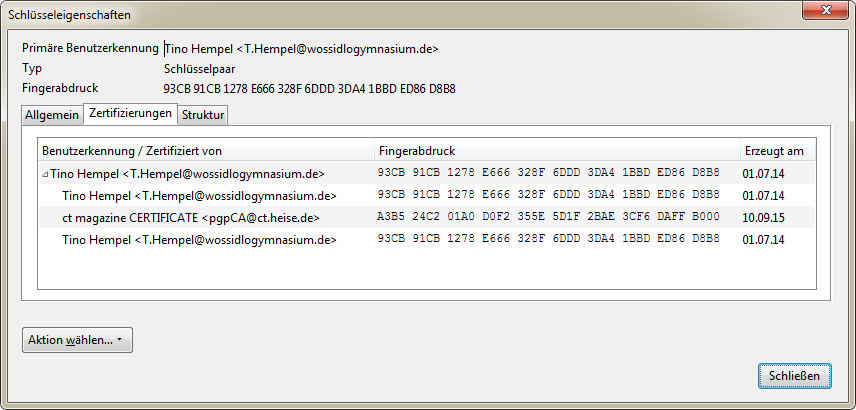 Schlüsseleigenschaften
Primäre Benutzerkennung Tino Hempel <T.Hempel@wossidlogymnasium.de>
Typ Schlüsselpaar
Fingerabdruck 93CB 91CB 1278 E666 328F 6DDD 3DA4 1BBD ED86 D8B8
Allgemein Zertifizierungen Struktur
Benutzerkennung / Zertifiziert von Fingerabdruck Erzeugt am
Tino Hempel <T.Hempel@wossidlogymnasium.de> 93CB 91CB 1278 E666 328F 6DDD 3DA4 1BBD ED86 D8B8 01.07.14
Tino Hempel <T.Hempel@wossidlogymnasium.de> 93CB 91CB 1278 E666 328F 6DDD 3DA4 1BBD ED86 D8B8 01.07.14
ct magazine CERTIFICATE <pgpCA@ct.heise.de> A3B5 24C2 01A0 D0F2 355E 5D1F 2BAE 3CF6 DAFF B000 10.09.15
Tino Hempel <T.Hempel@wossidlogymnasium.de> 93CB 91CB 1278 E666 328F 6DDD 3DA4 1BBD ED86 D8B8 01.07.14
Aktion wählen...
Schließen